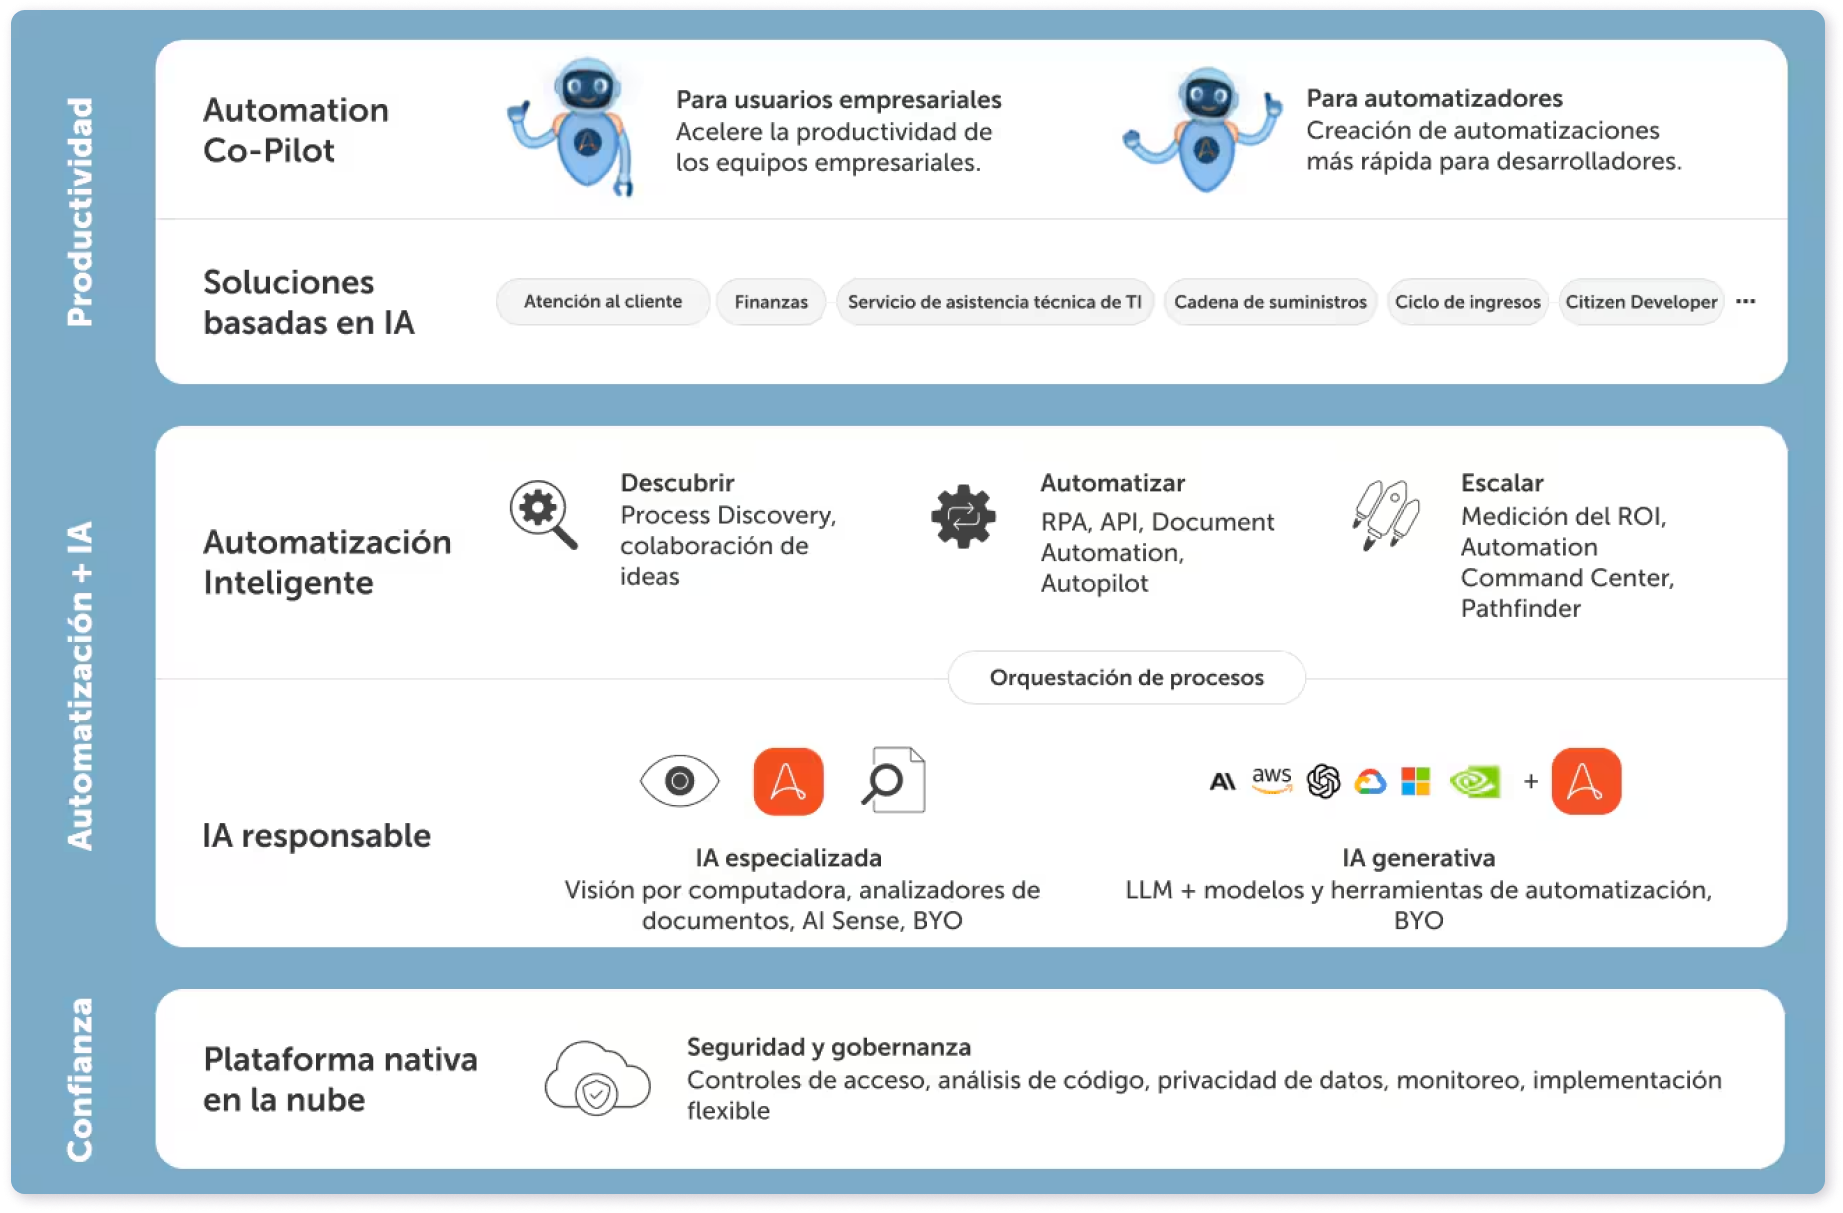 Productividad
Automation
Co-Pilot
Para usuarios empresariales
Acelere la productividad de
los equipos empresariales.
Para automatizadores
Creación de automatizaciones
más rápida para desarrolladores.
Soluciones
basadas en IA
Atención al cliente
Finanzas
Servicio de asistencia técnica de TI
Cadena de suministros
Ciclo de ingresos
Citizen Developer
...
Automatización + IA
Automatización
Inteligente
Descubrir
Process Discovery,
colaboración de
ideas
Automatizar
RPA, API, Document
Automation,
Autopilot
Escalar
Medición del ROI,
Automation
Command Center,
Pathfinder
Orquestación de procesos
IA responsable
IA especializada
Visión por computadora, analizadores de
documentos, AI Sense, BYO
aws
+
IA generativa
LLM + modelos y herramientas de automatización,
BYO
Confianza
Plataforma nativa
en la nube
Seguridad y gobernanza
Controles de acceso, análisis de código, privacidad de datos, monitoreo, implementación
flexible